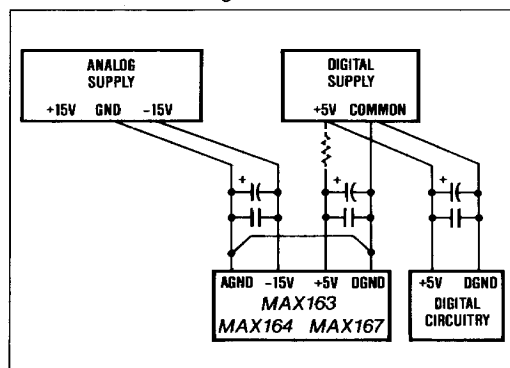 ANALOG
SUPPLY
+15V GND -15V
DIGITAL
SUPPLY
+5V COMMON
+
+
+
AGND -15V +5V DGND
MAX163
MAX164 MAX167
+5V DGND
DIGITAL
CIRCUITRY